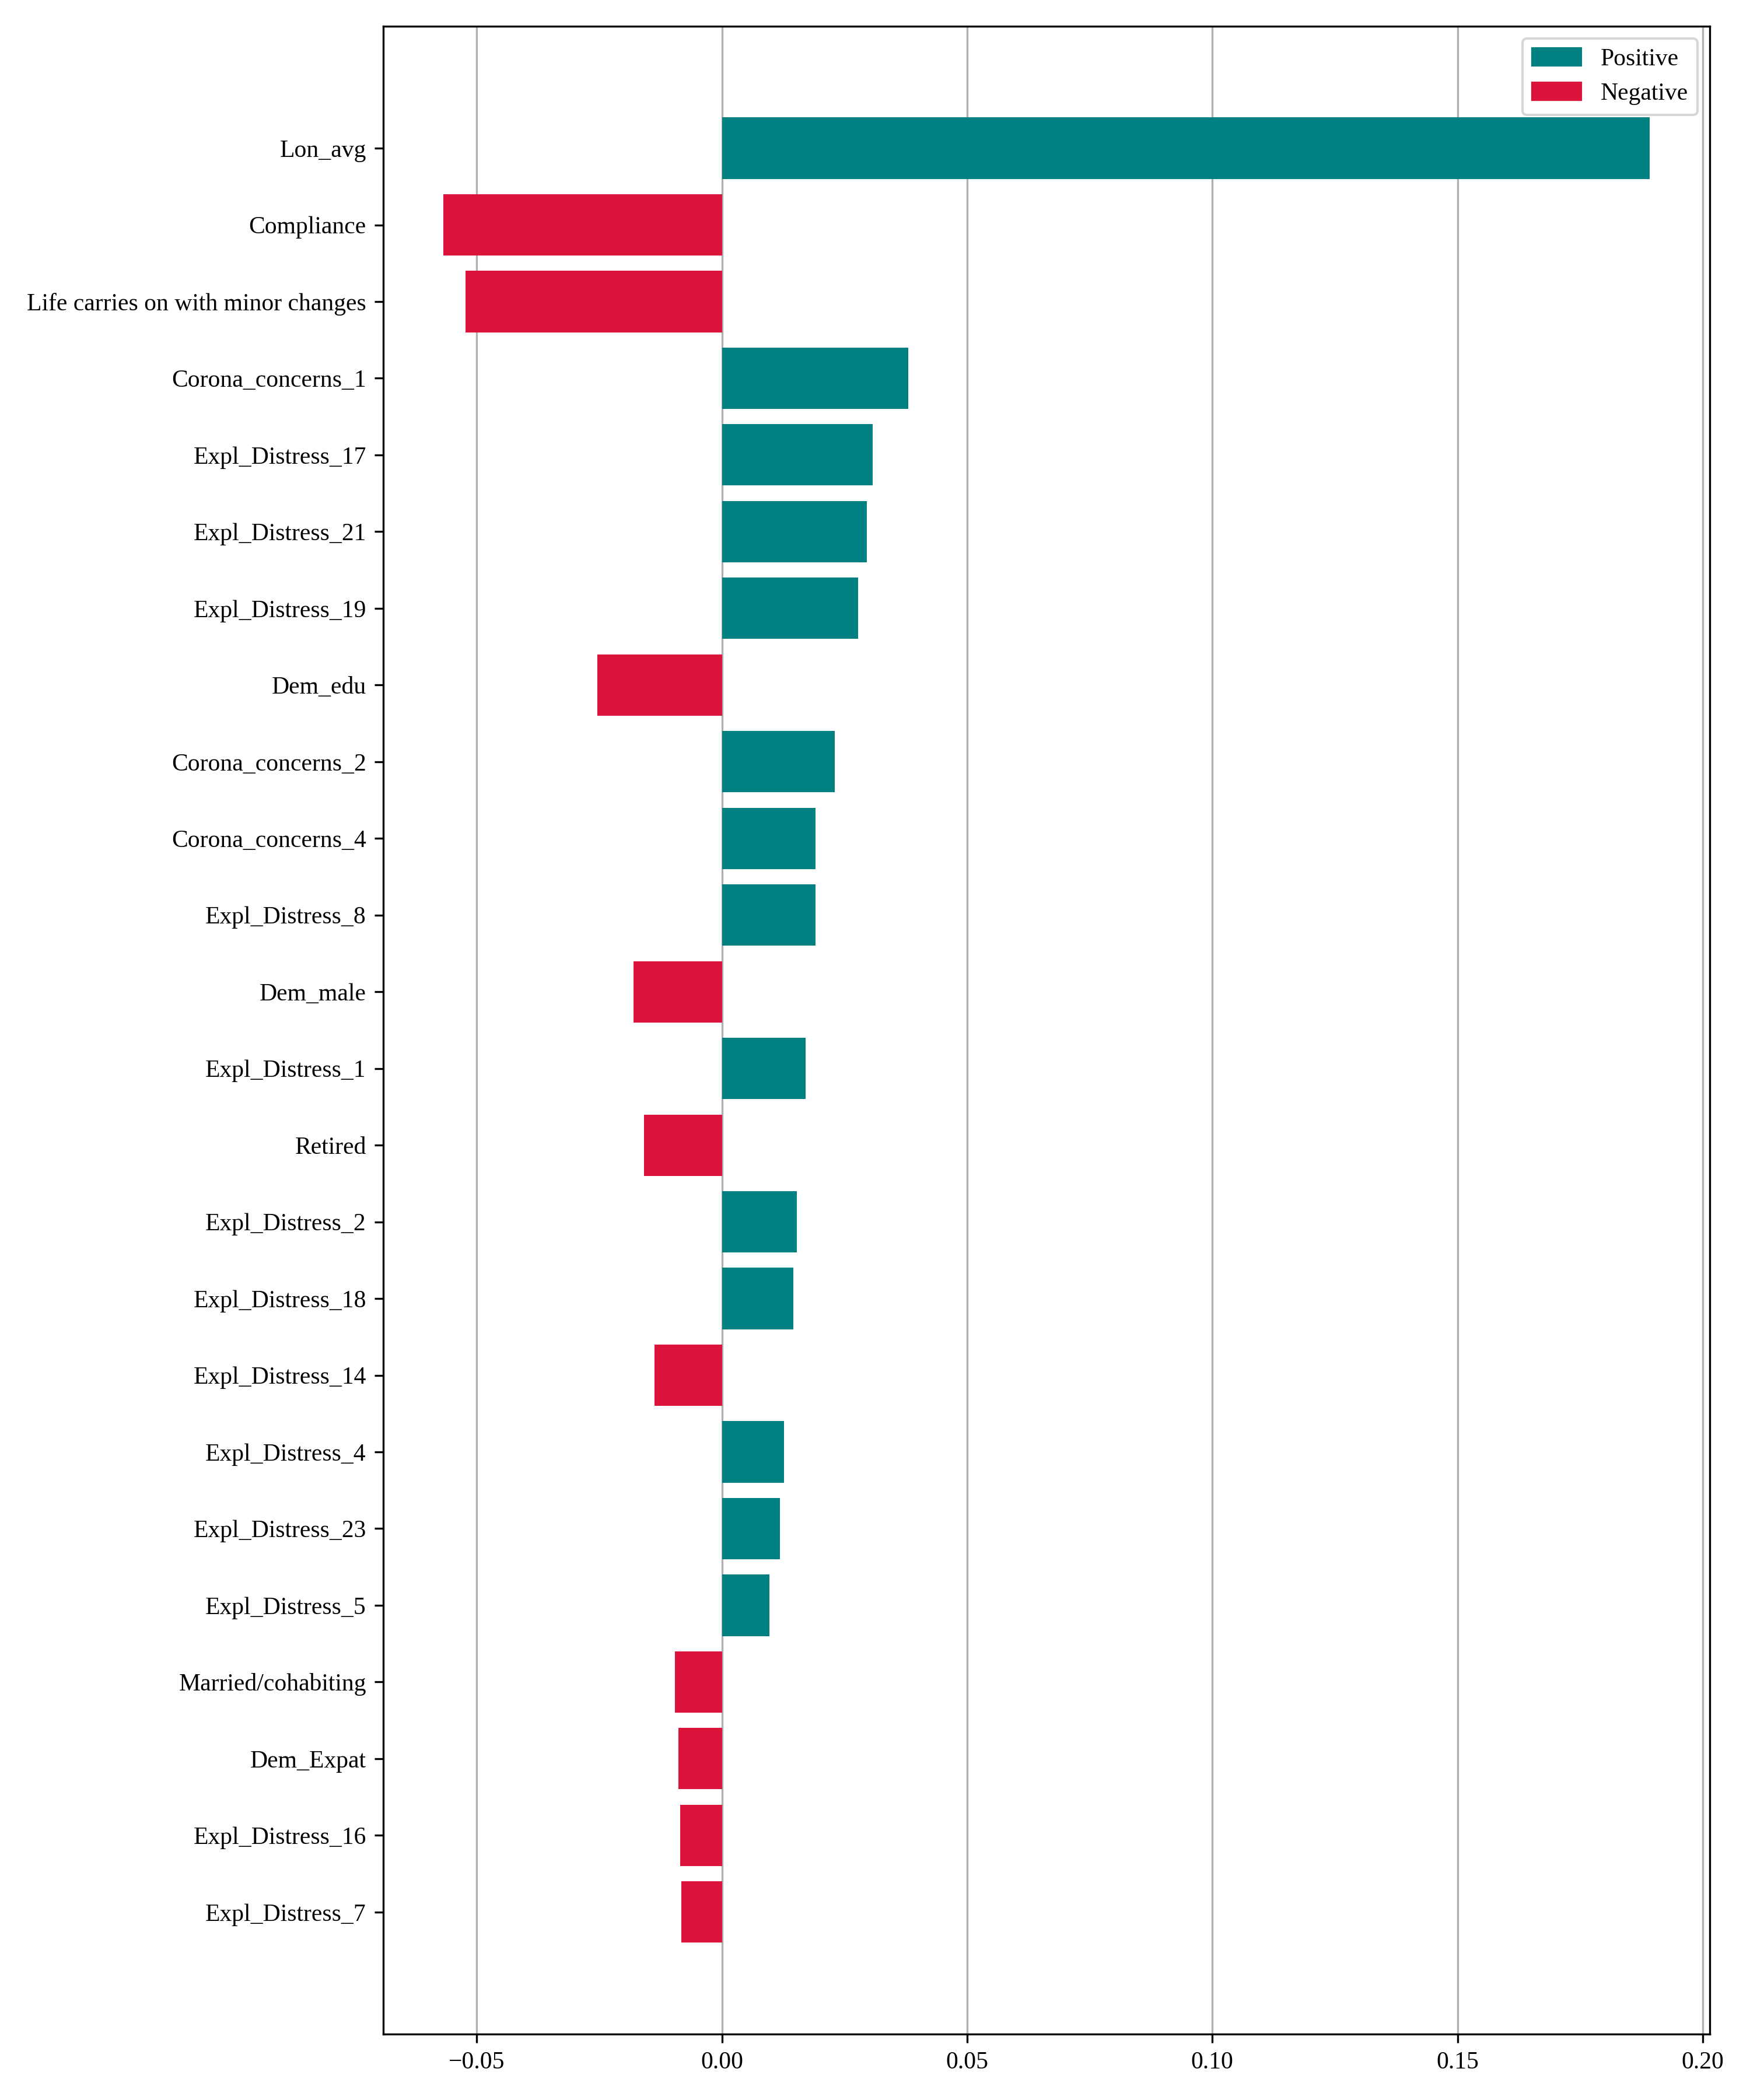 Positive
Negative
Lon_avg
Compliance
Life carries on with minor changes
Corona_concerns_1
Expl_Distress_17
Expl_Distress_21
Expl_Distress_19
Dem_edu
Corona_concerns_2
Corona_concerns_4
Expl_Distress_8
Dem_male
Expl_Distress_1
Retired
Expl_Distress_2
Expl_Distress_18
Expl_Distress_14
Expl_Distress_4
Expl_Distress_23
Expl_Distress_5
Married/cohabiting
Dem_Expat
Expl_Distress_16
Expl_Distress_7
−0.05 0.00 0.05 0.10 0.15 0.20